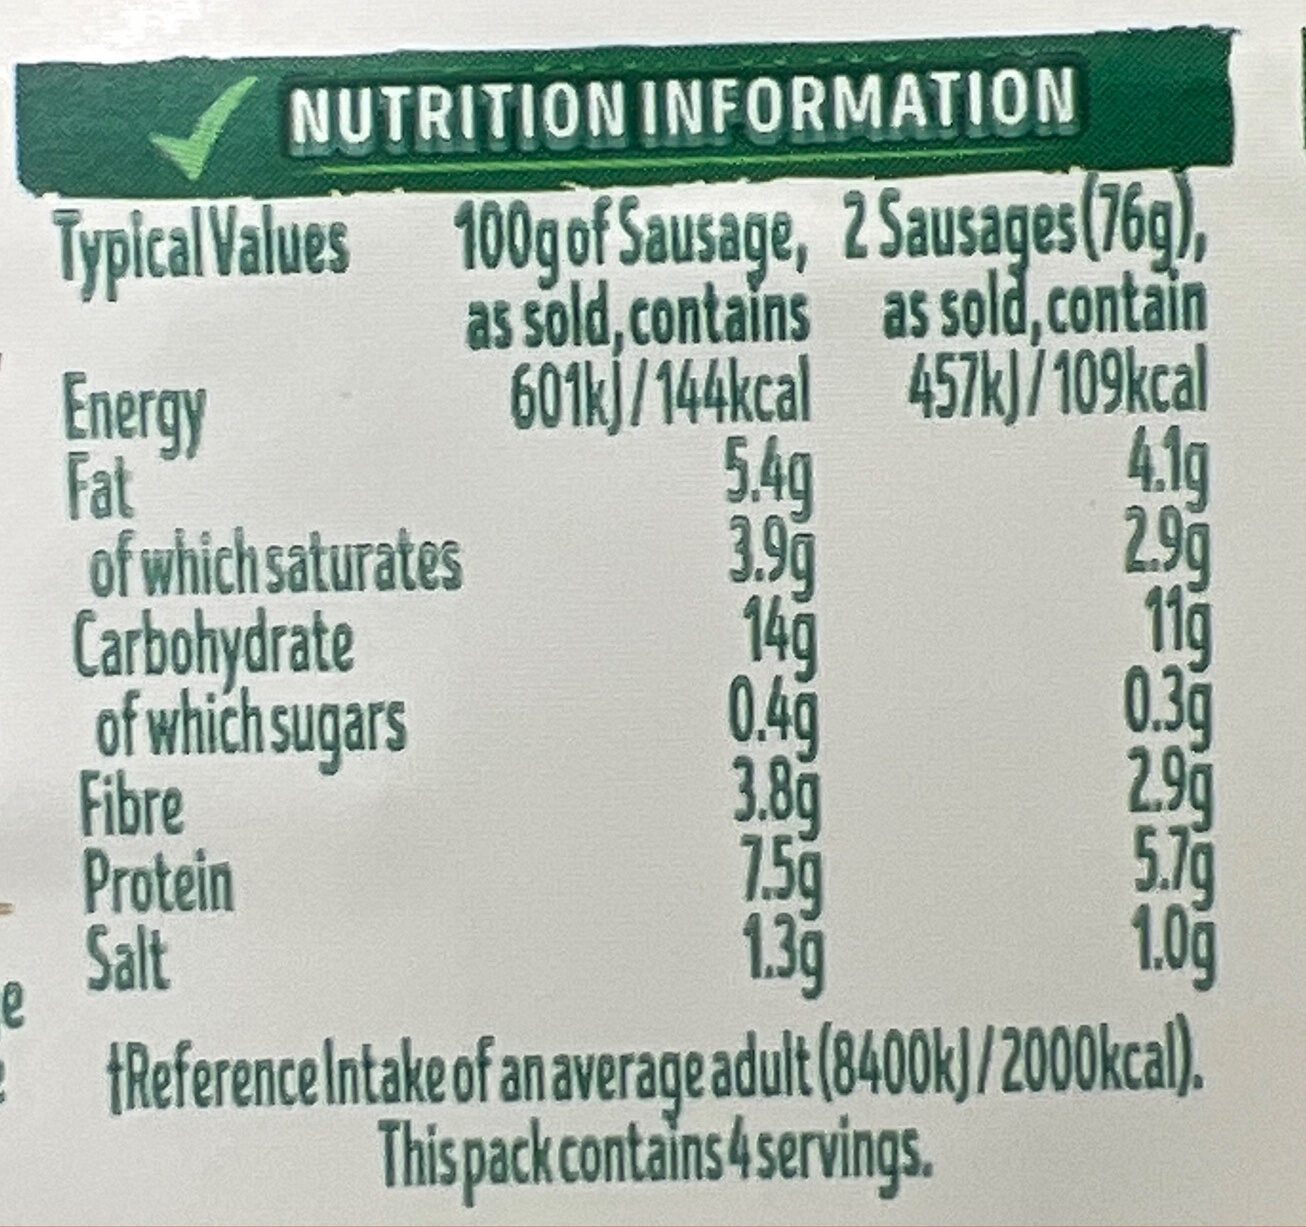 NUTRITION INFORMATION
Typical Values 100g of Sausage, 2 Sausages (76g),
as sold, contains as sold, contain
Energy 601kJ/144kcal 457kJ/109kcal
Fat 5.4g 4.1g
of which saturates 3.9g 2.9g
Carbohydrate 14g 11g
of which sugars 0.4g 0.3g
Fibre 3.8g 2.9g
Protein 7.5g 5.7g
Salt 1.3g 1.0g
†Reference Intake of an average adult (8400kJ/2000kcal).
This pack contains 4 servings.